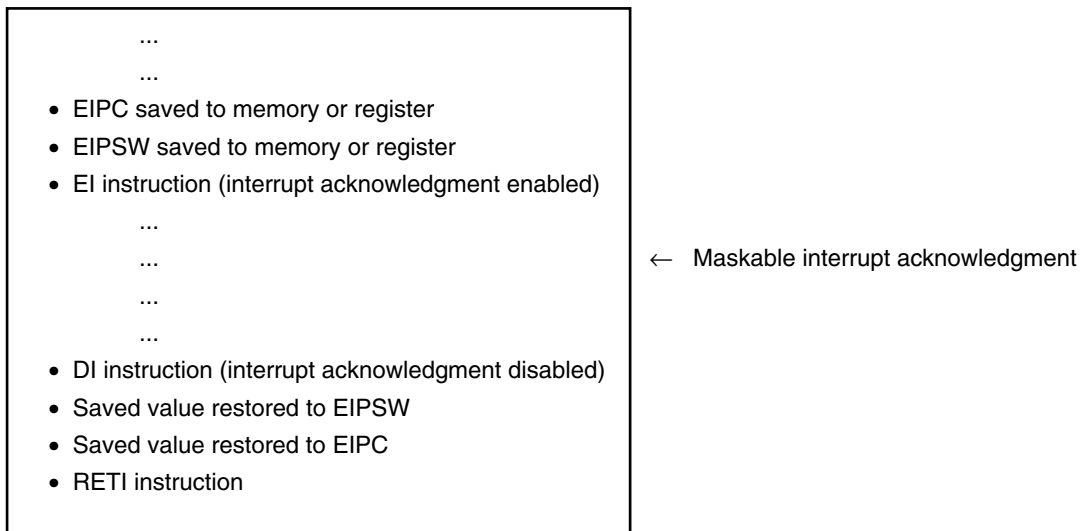 ...
...
• EIPC saved to memory or register
• EIPSW saved to memory or register
• EI instruction (interrupt acknowledgment enabled)
...
...
← Maskable interrupt acknowledgment
...
...
• DI instruction (interrupt acknowledgment disabled)
• Saved value restored to EIPSW
• Saved value restored to EIPC
• RETI instruction